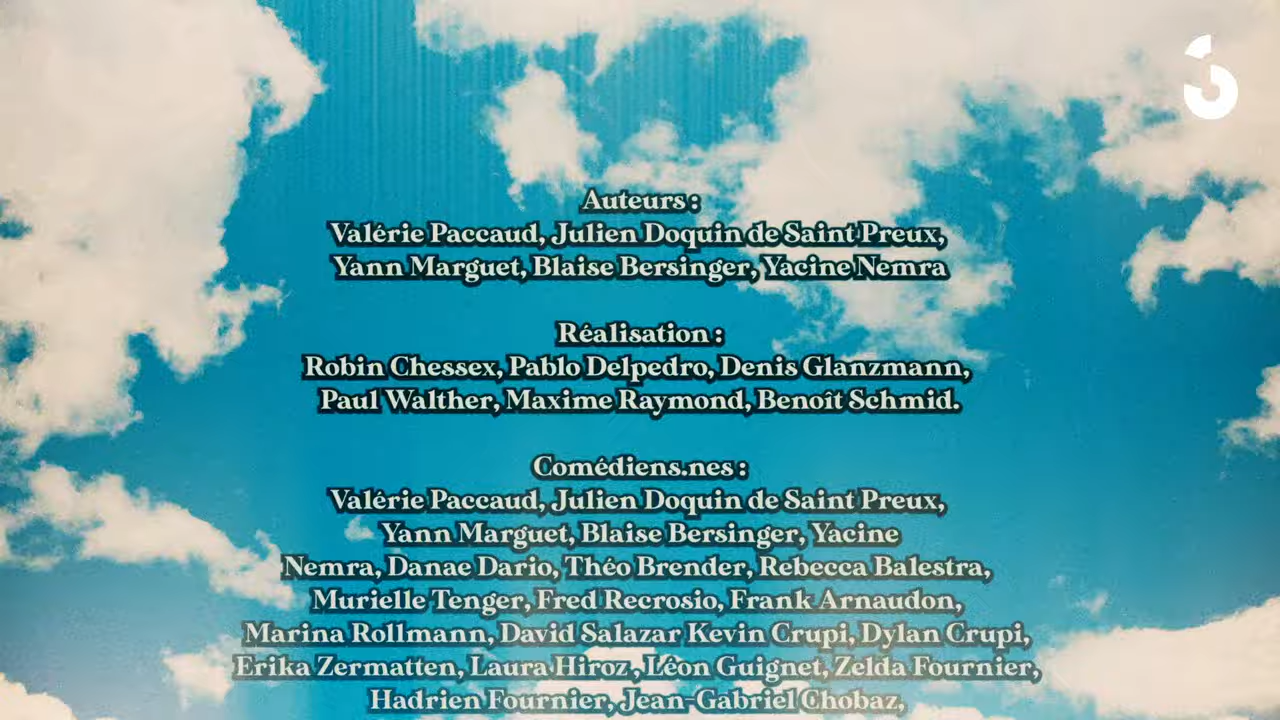 Auteurs :
Valérie Paccaud, Julien Doquin de Saint Preux,
Yann Marguet, Blaise Bersinger, Yacine Nemra
Réalisation :
Robin Chessex, Pablo Delpedro, Denis Glanzmann,
Paul Walther, Maxime Raymond, Benoît Schmid.
Comédiens.nes :
Valérie Paccaud, Julien Doquin de Saint Preux,
Yann Marguet, Blaise Bersinger, Yacine
Nemra, Danae Dario, Théo Brender, Rebecca Balestra,
Murielle Tenger, Fred Recrosio, Frank Arnaudon,
Marina Rollmann, David Salazar Kevin Crupi, Dylan Crupi,
Erika Zermatten, Laura Hiroz , Léon Guignet, Zelda Fournier,
Hadrien Fournier, Jean-Gabriel Chobaz,